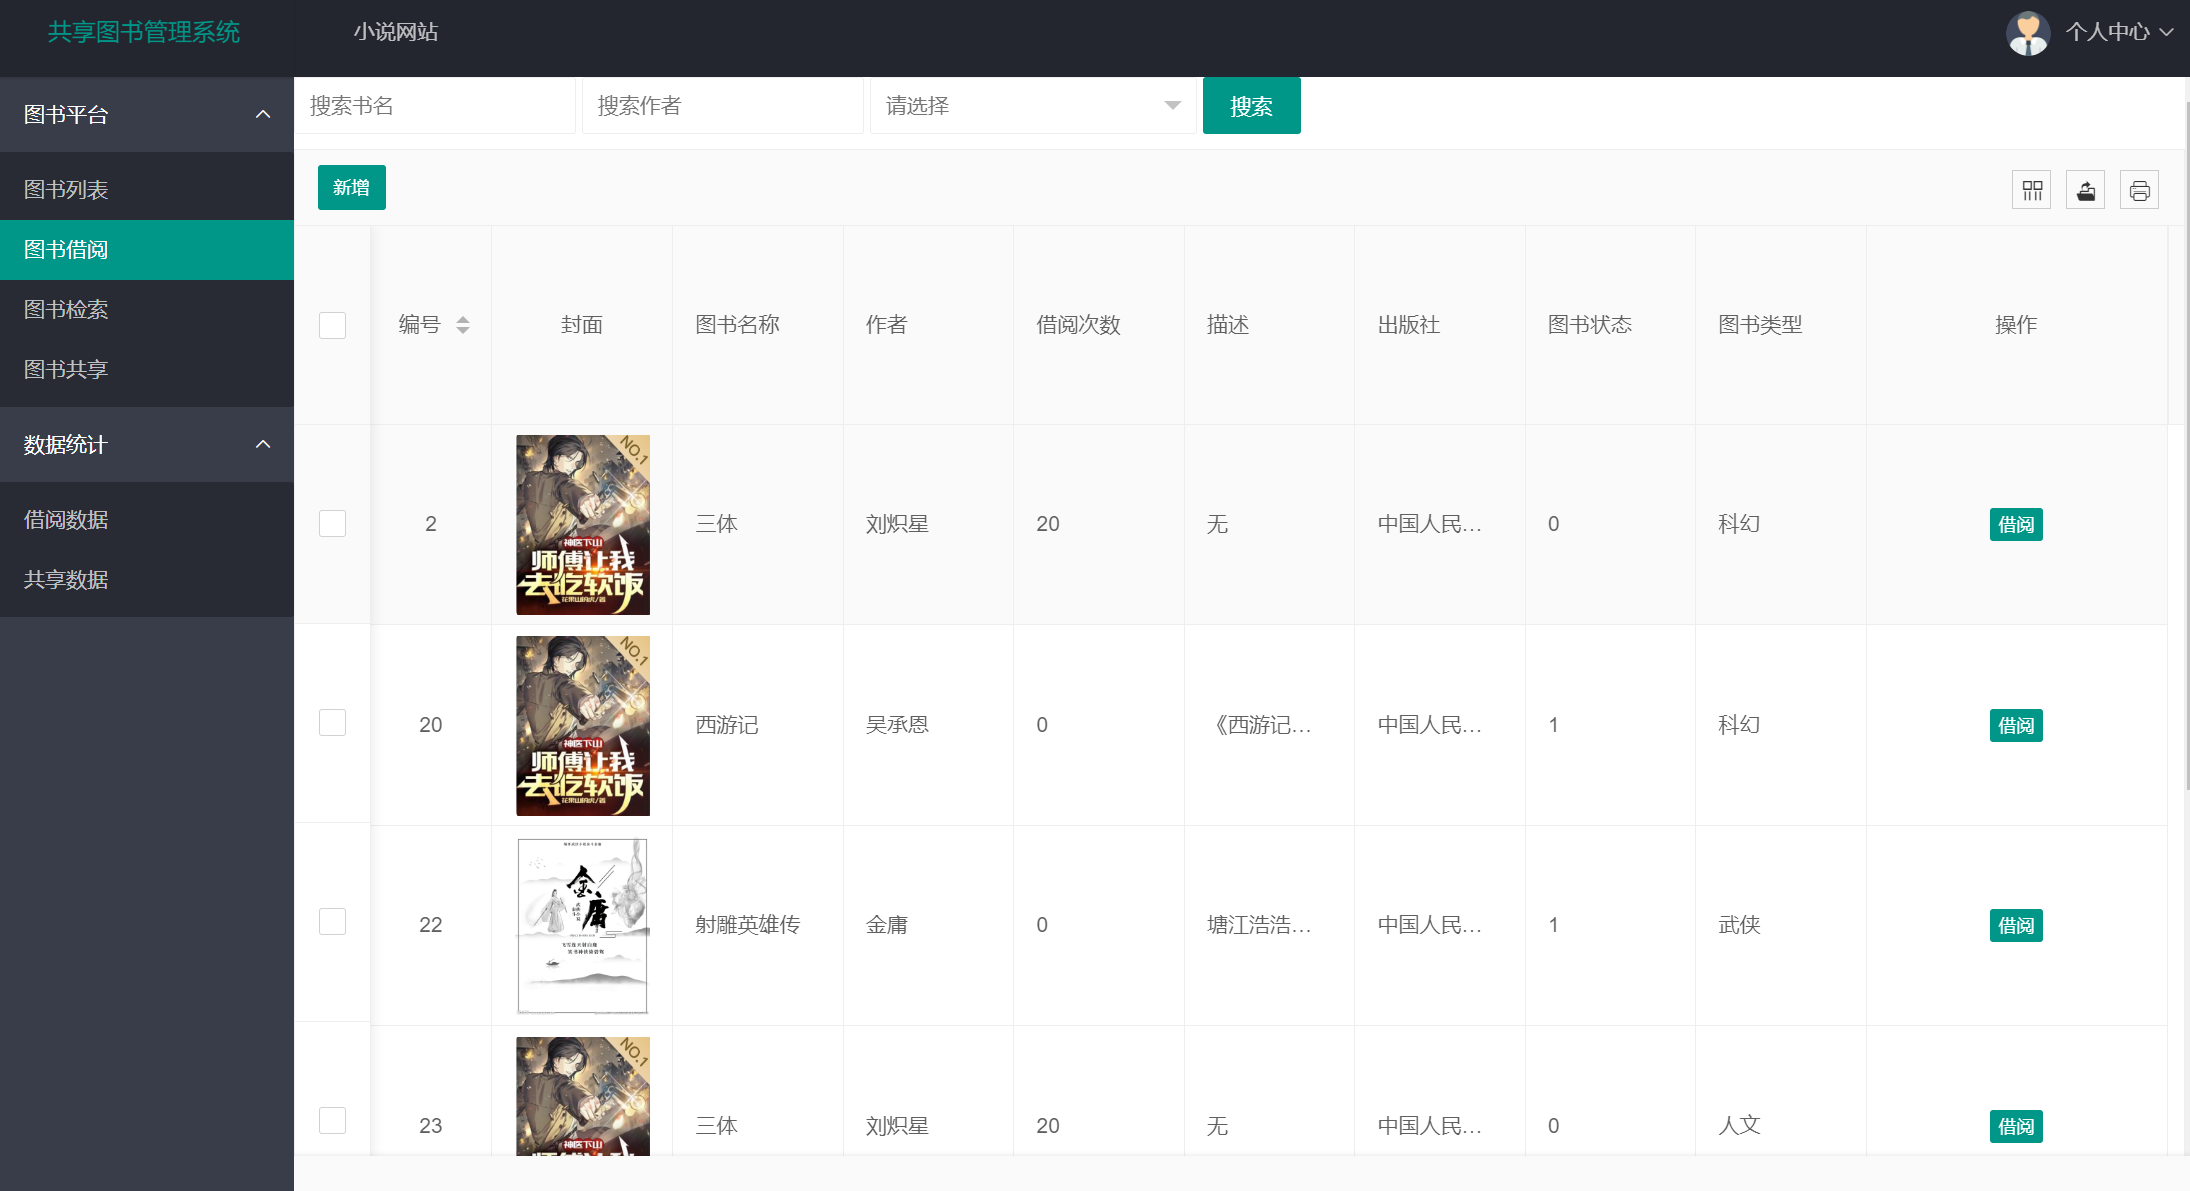 共享图书管理系统
小说网站
个人中心
图书平台
图书列表
图书借阅
图书检索
图书共享
数据统计
借阅数据
共享数据
搜索书名 搜索作者 请选择 搜索
新增
编号 封面 图书名称 作者 借阅次数 描述 出版社 图书状态 图书类型 操作
NO.1
神医下山
师傅让我
去吃软饭
2 三体 刘炽星 20 无 中国人民… 0 科幻 借阅
NO.1
神医下山
师傅让我
去吃软饭
20 西游记 吴承恩 0 《西游记… 中国人民… 1 科幻 借阅
金庸
22 射雕英雄传 金庸 0 塘江浩浩… 中国人民… 1 武侠 借阅
NO.1
神医下山
师傅让我
23 三体 刘炽星 20 无 中国人民… 0 人文 借阅